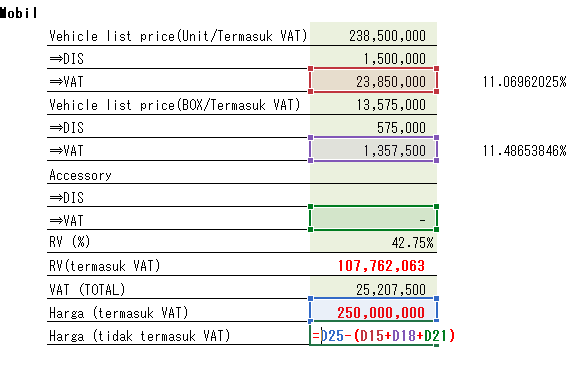 Mobil
Vehicle list price(Unit/Termasuk VAT) 238,500,000
⇒DIS 1,500,000
⇒VAT 23,850,000 11.06962025%
Vehicle list price(BOX/Termasuk VAT) 13,575,000
⇒DIS 575,000
⇒VAT 1,357,500 11.48653846%
Accessory
⇒DIS
⇒VAT -
RV (%) 42.75%
RV(termasuk VAT) 107,762,063
VAT (TOTAL) 25,207,500
Harga (termasuk VAT) 250,000,000
Harga (tidak termasuk VAT) =D25-(D15+D18+D21)